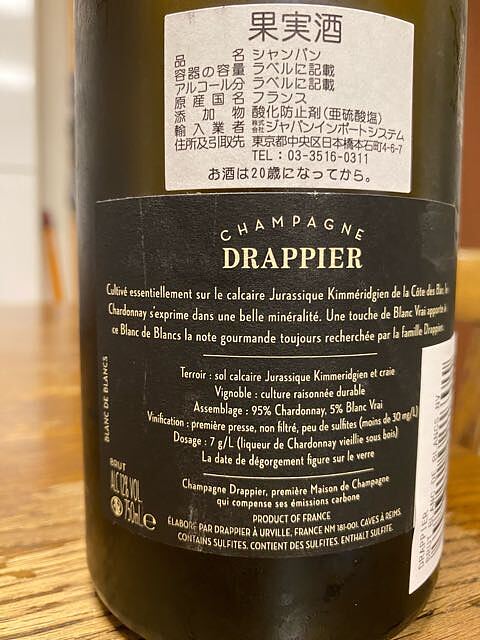 果実酒
品名 シャンパン
容器の容量 ラベルに記載
アルコール分 ラベルに記載
原産国名 フランス
添加物 酸化防止剤(亜硫酸塩)
輸入業者 株式会社ジャパンインポートシステム
住所及引取先 東京都中央区日本橋本石町4-6-7
TEL:03-3516-0311
お酒は20歳になってから。
CHAMPAGNE
DRAPPIER
Cultivé essentiellement sur le calcaire Jurassique Kimméridgien de la Côte des Bar, le
Chardonnay s'exprime dans une belle minéralité. Une touche de Blanc Vrai apporte à
ce Blanc de Blancs la note gourmande toujours recherchée par la famille Drappier.
Terroir : sol calcaire Jurassique Kimmeridgien et craie
Vignoble : culture raisonnée durable
Assemblage : 95% Chardonnay, 5% Blanc Vrai
Vinification : première presse, non filtré, peu de sulfites (moins de 30 mg/L)
Dosage : 7 g/L (liqueur de Chardonnay vieillie sous bois)
La date de dégorgement figure sur le verre
Champagne Drappier, première Maison de Champagne
qui compense ses émissions carbone
PRODUCT OF FRANCE
ÉLABORÉ PAR DRAPPIER À URVILLE, FRANCE NM 181-001. CAVES À REIMS.
CONTAINS SULFITES. CONTIENT DES SULFITES. ENTHÄLT SULFITE.
BLANC DE BLANCS
BRUT
ALC 12% VOL.
750mL e
DRAPPIER
BRUT BLANC DE BLANCS NV